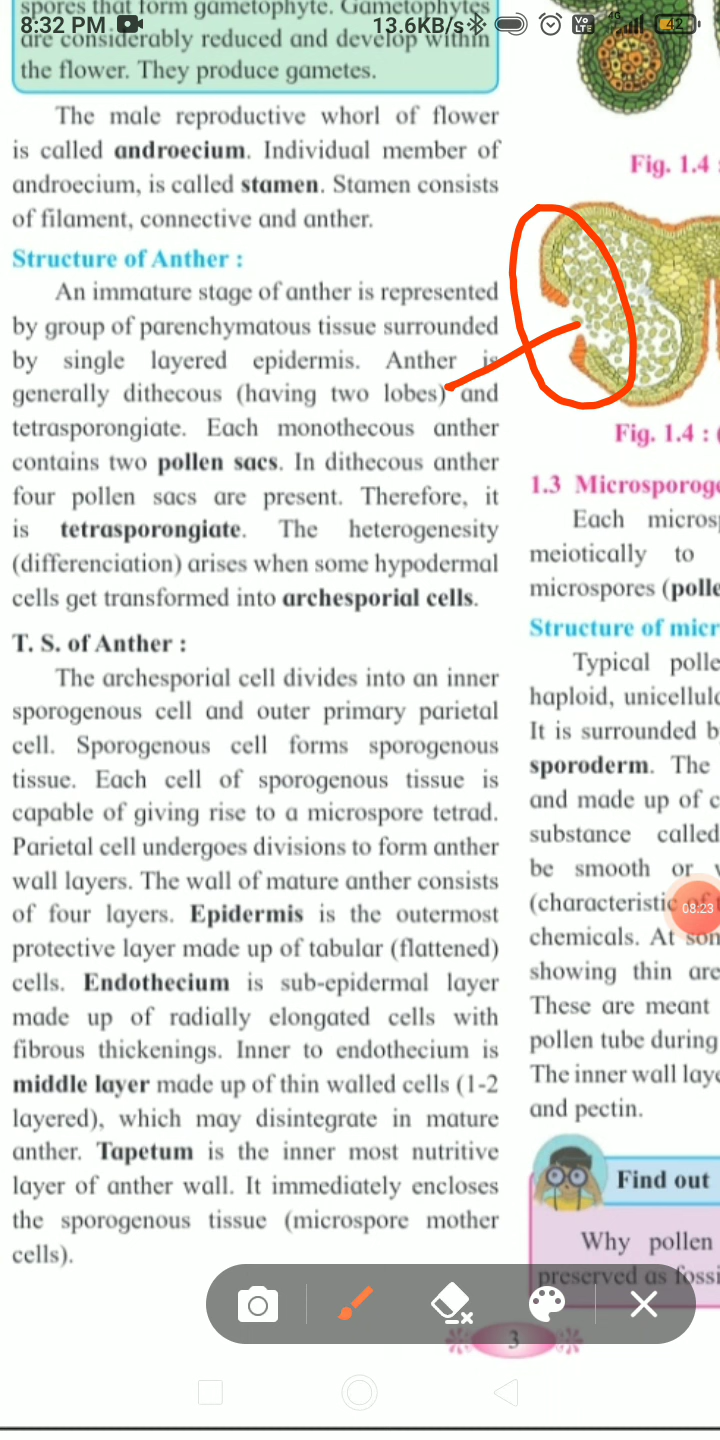 spores that form gametophyte. Gametophytes
8:32 PM
13.6KB/s
Vo
LTE
4G
42
are considerably reduced and develop within
the flower. They produce gametes.
The male reproductive whorl of flower
is called androecium. Individual member of
androecium, is called stamen. Stamen consists
of filament, connective and anther.
Structure of Anther :
An immature stage of anther is represented
by group of parenchymatous tissue surrounded
by single layered epidermis. Anther is
generally dithecous (having two lobes) and
tetrasporongiate. Each monothecous anther
contains two pollen sacs. In dithecous anther
four pollen sacs are present. Therefore, it
is tetrasporongiate. The heterogenesity
(differenciation) arises when some hypodermal
cells get transformed into archesporial cells.
T. S. of Anther :
The archesporial cell divides into an inner
sporogenous cell and outer primary parietal
cell. Sporogenous cell forms sporogenous
tissue. Each cell of sporogenous tissue is
capable of giving rise to a microspore tetrad.
Parietal cell undergoes divisions to form anther
wall layers. The wall of mature anther consists
of four layers. Epidermis is the outermost
protective layer made up of tabular (flattened)
cells. Endothecium is sub-epidermal layer
made up of radially elongated cells with
fibrous thickenings. Inner to endothecium is
middle layer made up of thin walled cells (1-2
layered), which may disintegrate in mature
anther. Tapetum is the inner most nutritive
layer of anther wall. It immediately encloses
the sporogenous tissue (microspore mother
cells).
Fig. 1.4 :
Fig. 1.4 : (
1.3 Microsporog
Each micros
meiotically to
microspores (polle
Structure of micr
Typical polle
haploid, unicellul
It is surrounded b
sporoderm. The
and made up of c
substance called
be smooth or
(characteristic of
08:23
chemicals. At som
showing thin are
These are meant
pollen tube during
The inner wall lay
and pectin.
Find out
Why pollen
preserved as fossi
3